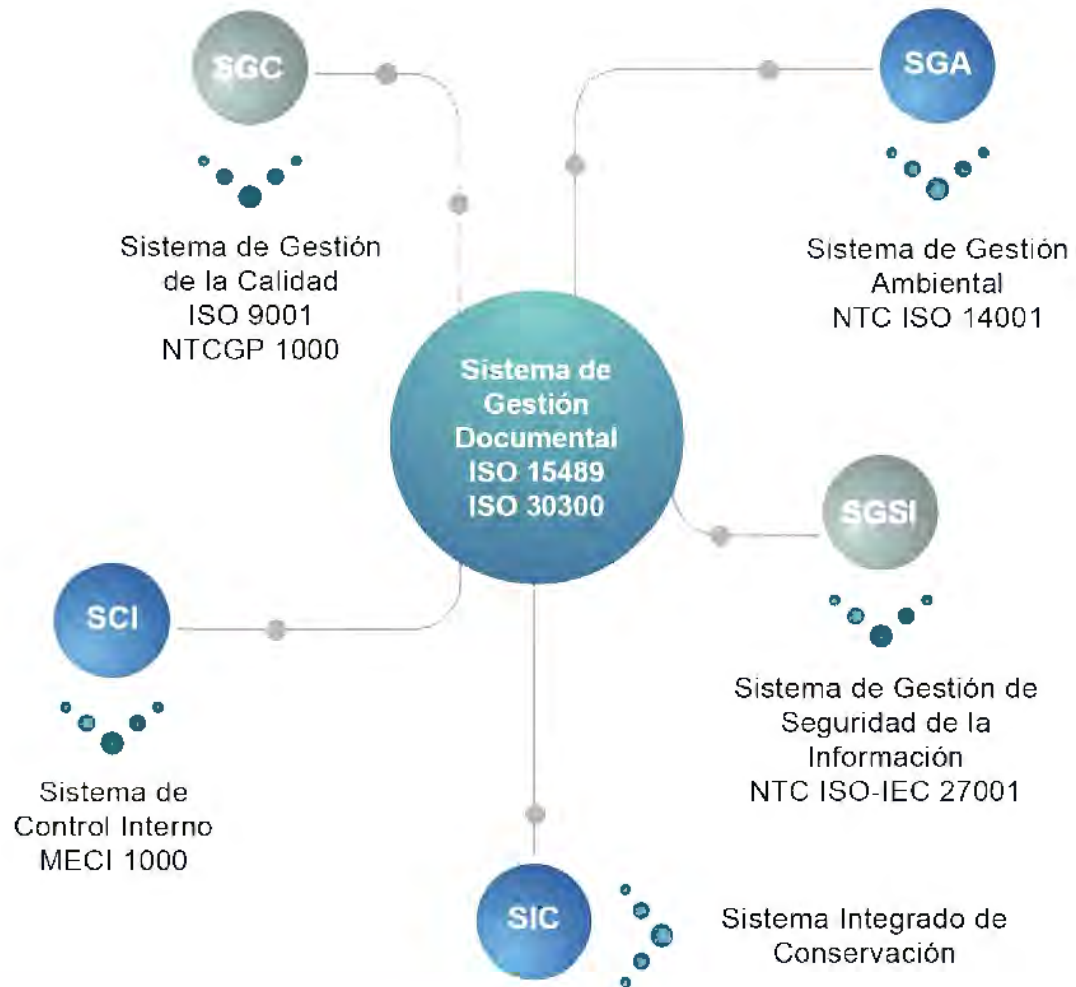 SGC
Sistema de Gestión
de la Calidad
ISO 9001
NTCGP 1000
SGA
Sistema de Gestión
Ambiental
NTC ISO 14001
Sistema de
Gestión
Documental
ISO 15489
ISO 30300
SGSI
Sistema de Gestión de
Seguridad de la
Información
NTC ISO-IEC 27001
SCI
Sistema de
Control Interno
MECI 1000
SIC
Sistema Integrado de
Conservación